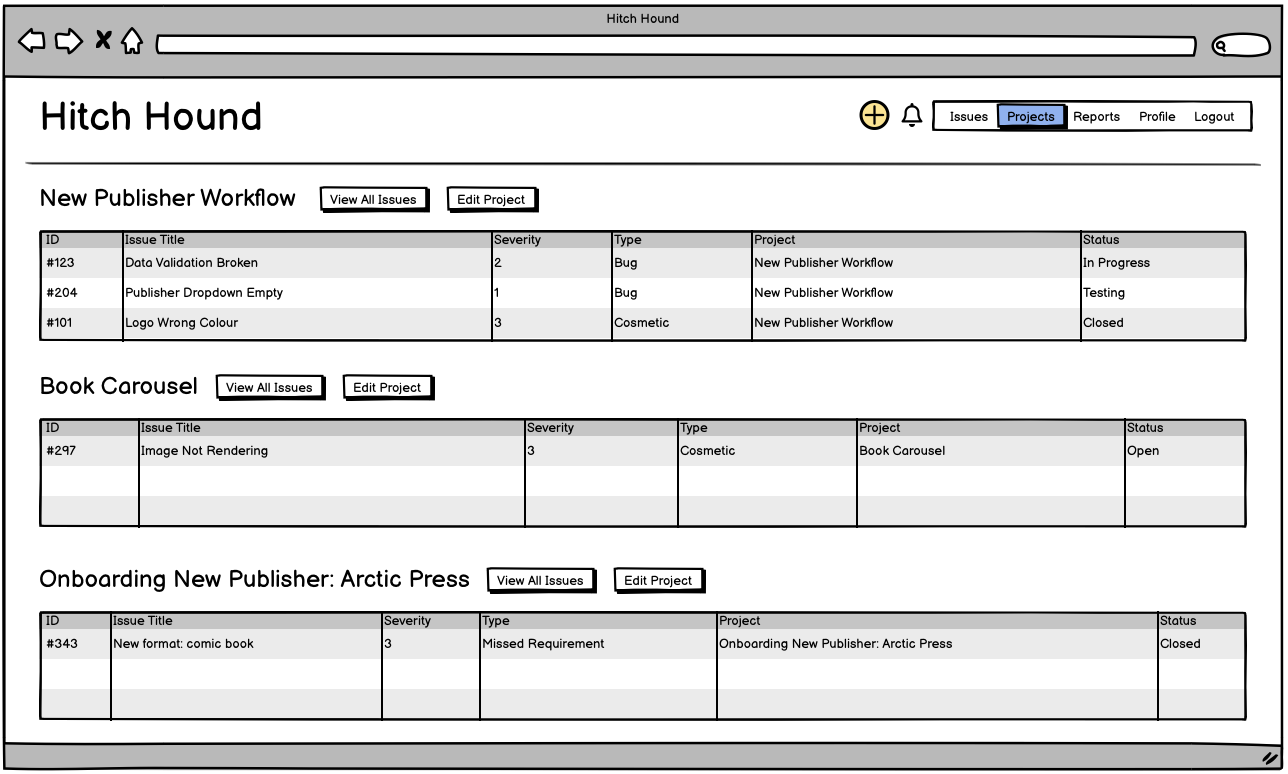 Hitch Hound
Hitch Hound
Issues Projects Reports Profile Logout
New Publisher Workflow View All Issues Edit Project
ID Issue Title Severity Type Project Status
#123 Data Validation Broken 2 Bug New Publisher Workflow In Progress
#204 Publisher Dropdown Empty 1 Bug New Publisher Workflow Testing
#101 Logo Wrong Colour 3 Cosmetic New Publisher Workflow Closed
Book Carousel View All Issues Edit Project
ID Issue Title Severity Type Project Status
#297 Image Not Rendering 3 Cosmetic Book Carousel Open
Onboarding New Publisher: Arctic Press View All Issues Edit Project
ID Issue Title Severity Type Project Status
#343 New format: comic book 3 Missed Requirement Onboarding New Publisher: Arctic Press Closed